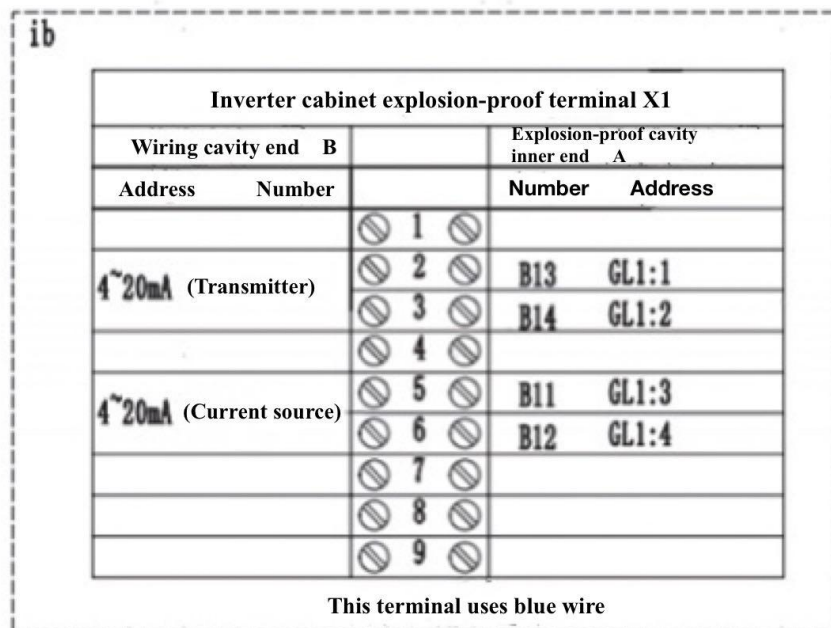 ib
Inverter cabinet explosion-proof terminal X1
Wiring cavity end B
Explosion-proof cavity
inner end A
Address Number
Number Address
1
2 B13 GL1:1
4~20mA (Transmitter)
3 B14 GL1:2
4
5 B11 GL1:3
4~20mA (Current source)
6 B12 GL1:4
7
8
9
This terminal uses blue wire